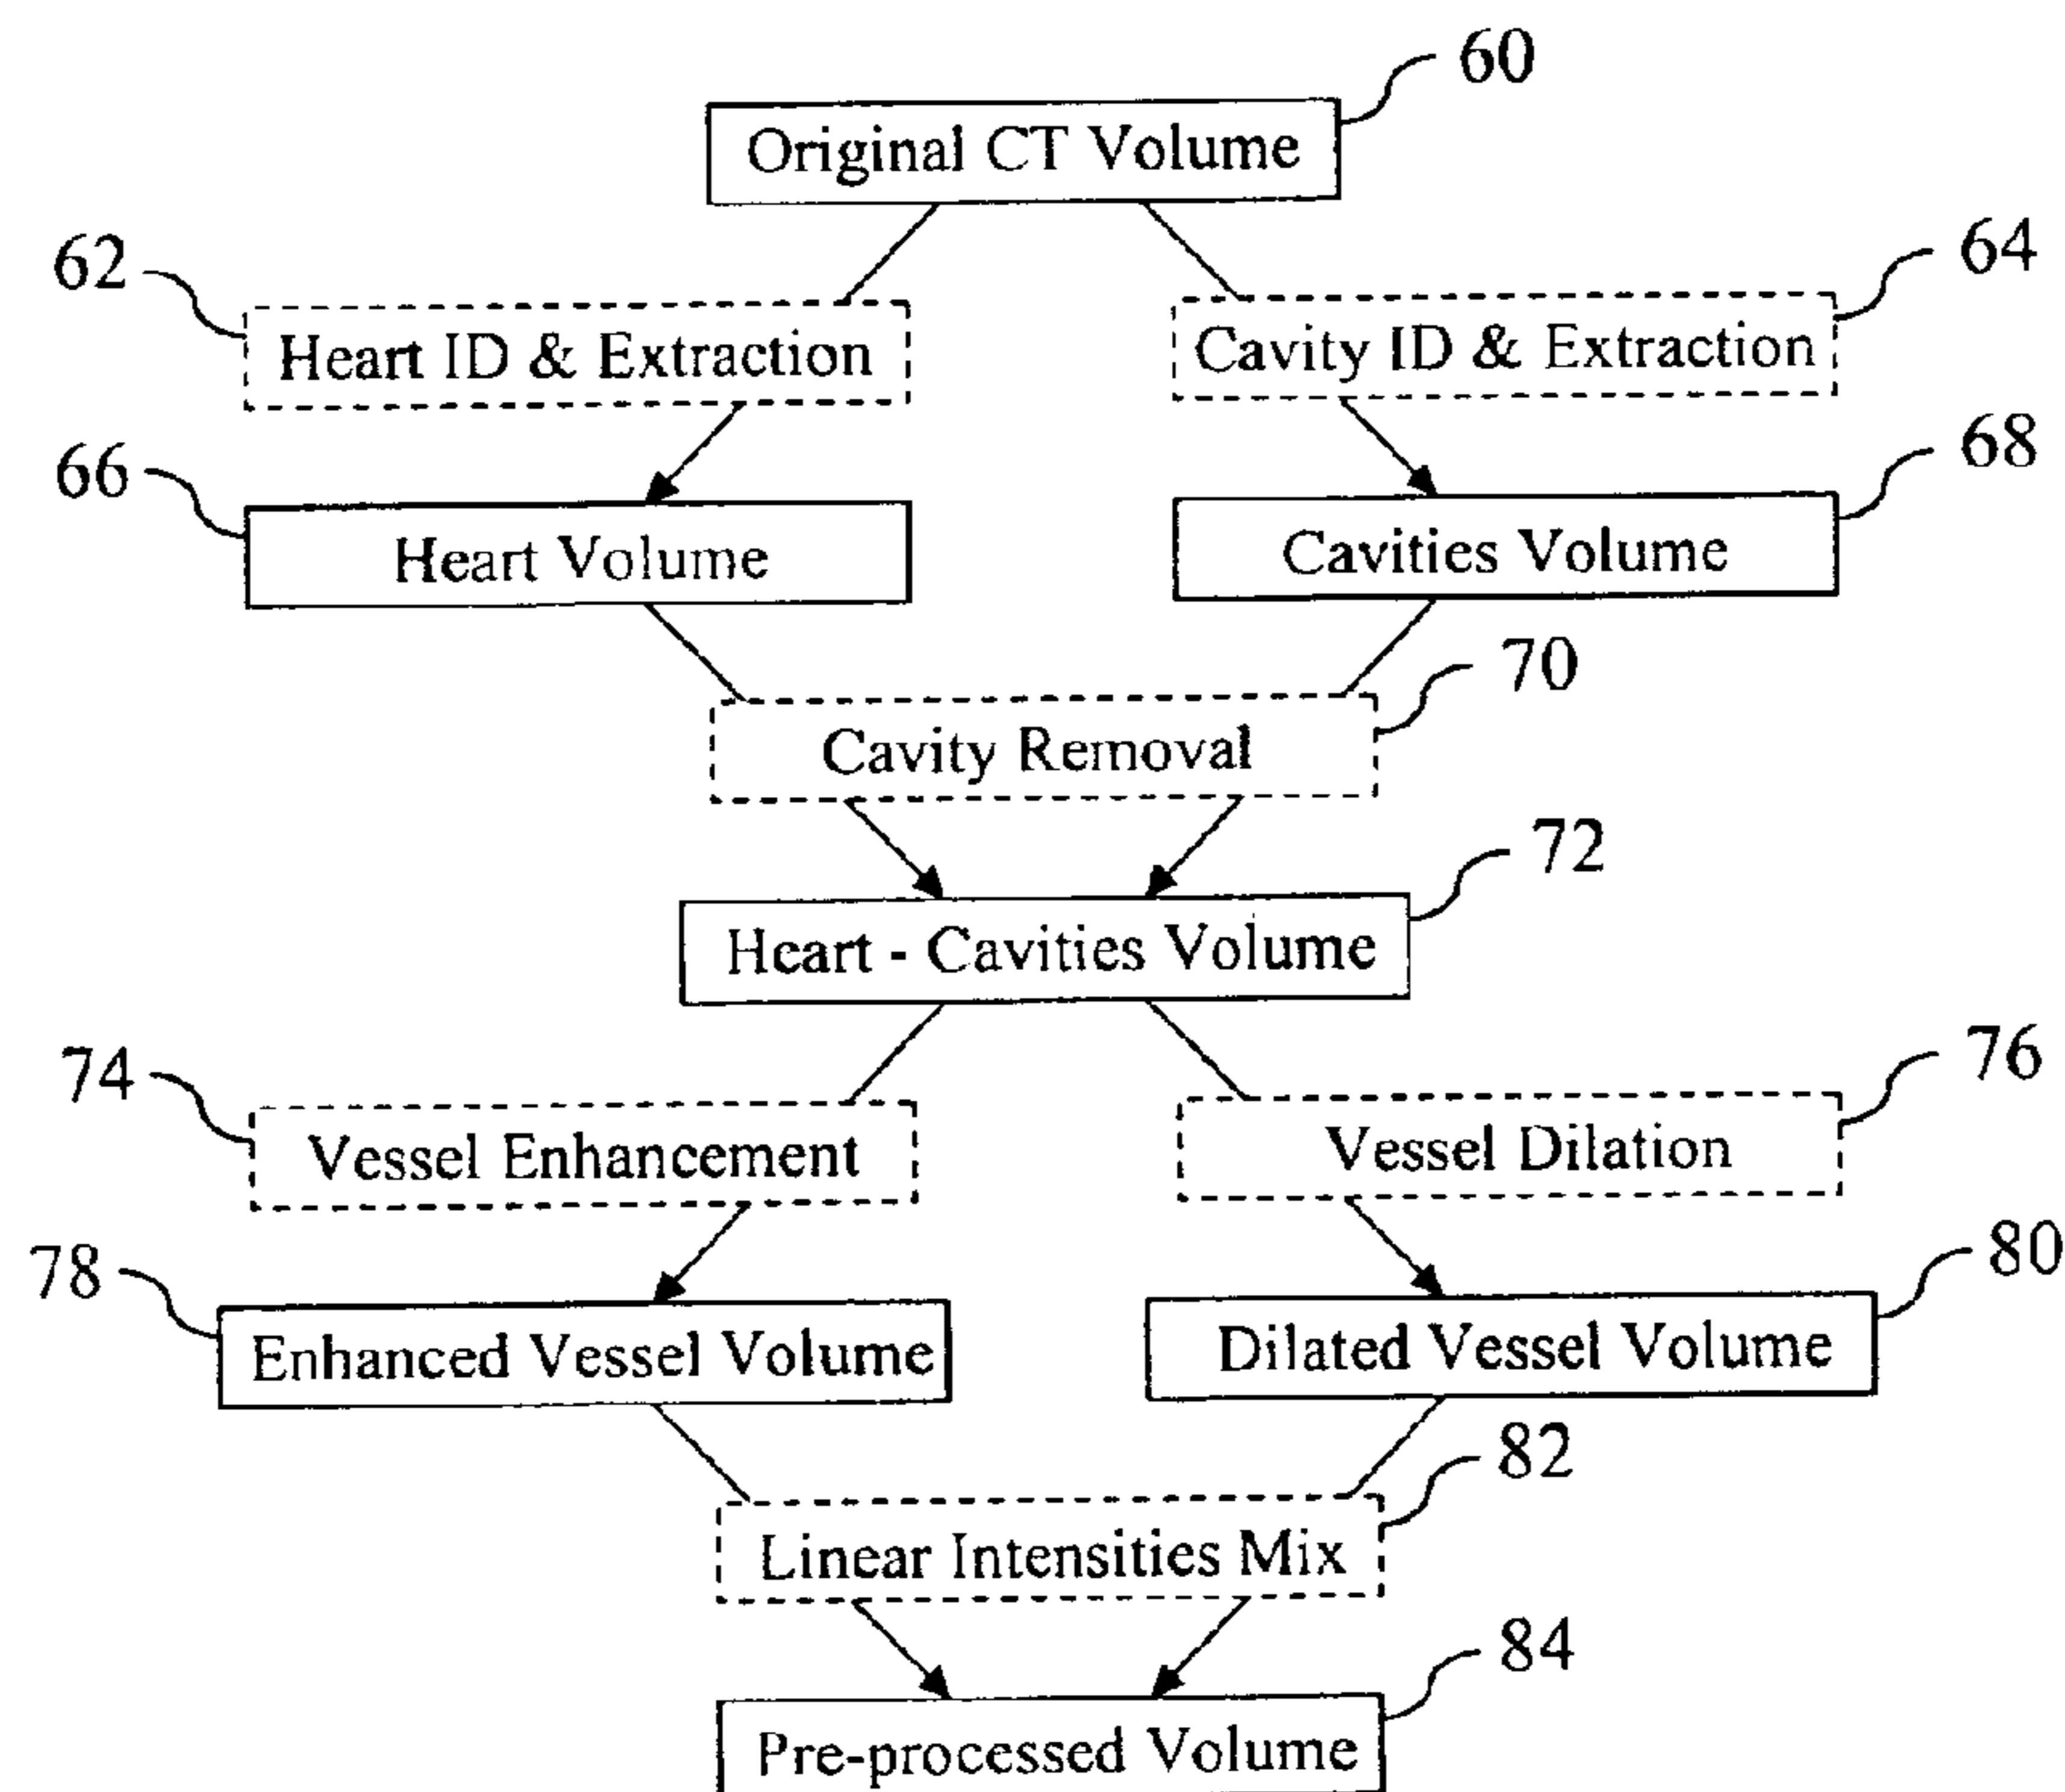 60
Original CT Volume
62
64
Heart ID & Extraction
Cavity ID & Extraction
66
68
Heart Volume
Cavities Volume
70
Cavity Removal
72
Heart - Cavities Volume
74
76
Vessel Enhancement
Vessel Dilation
78
80
Enhanced Vessel Volume
Dilated Vessel Volume
82
Linear Intensities Mix
84
Pre-processed Volume